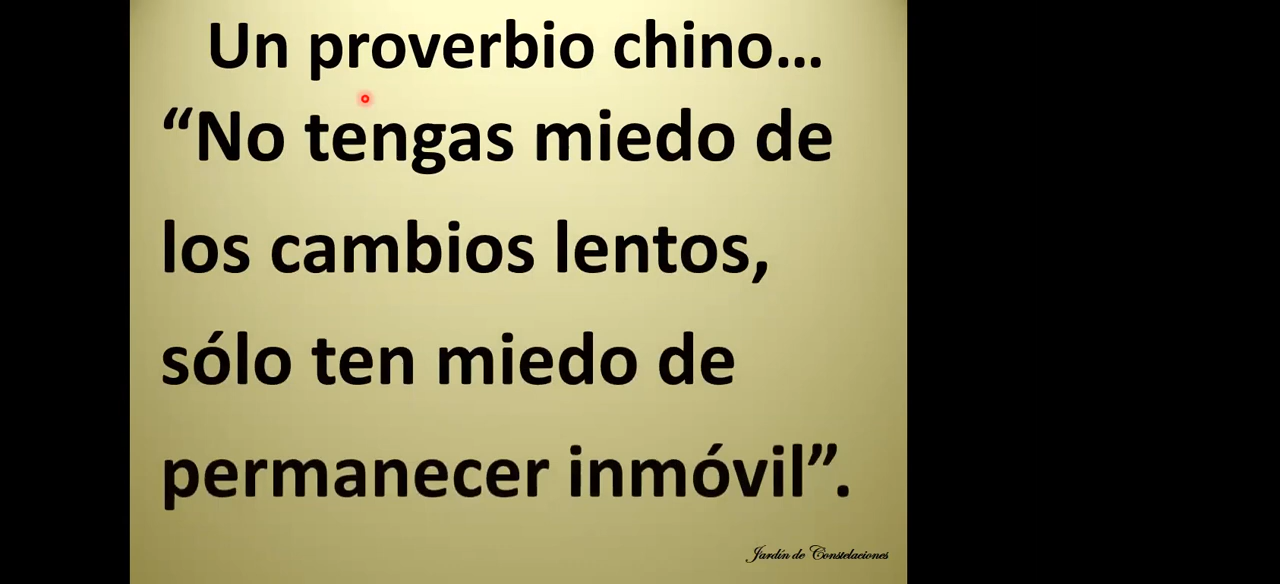 Un proverbio chino...
“No tengas miedo de
los cambios lentos,
sólo ten miedo de
permanecer inmóvil”.
Jardín de Constelaciones